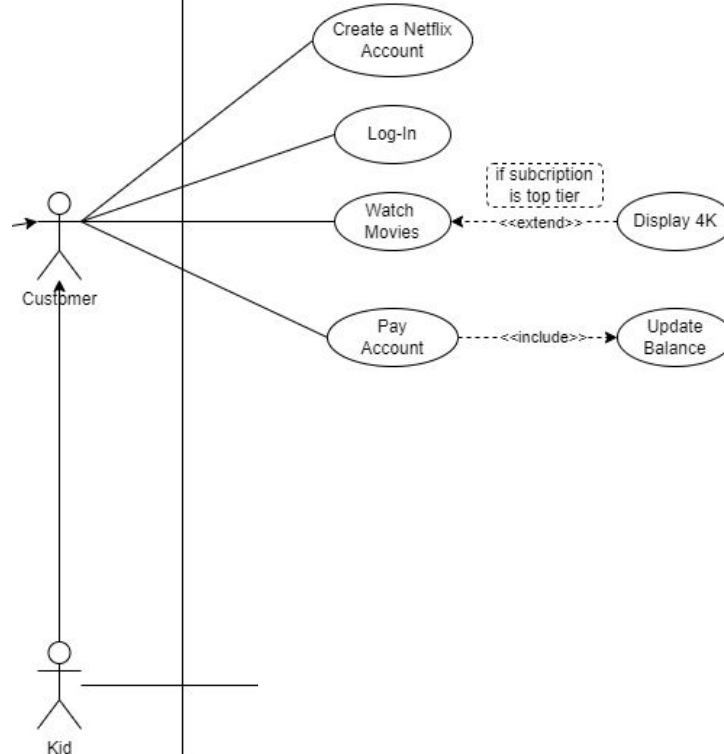 Create a Netflix
Account
Log-In
if subcription
is top tier
Watch
Movies
<<extend>>
Display 4K
Customer
Pay
Account
<<include>>
Update
Balance
Kid